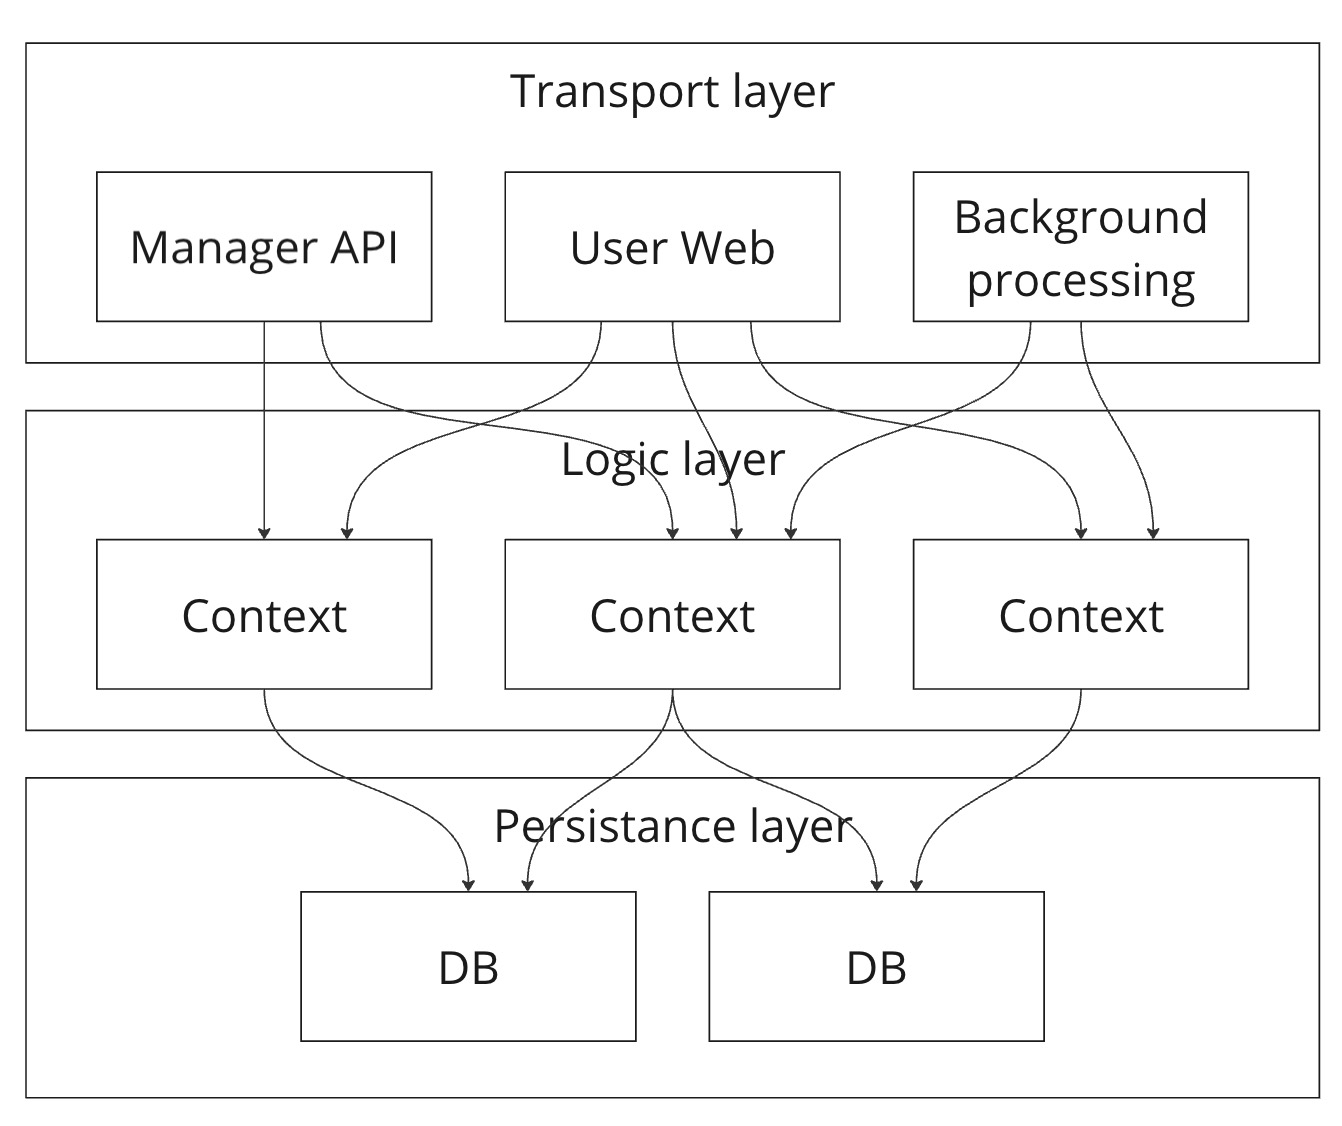 Transport layer
Manager API
User Web
Background
processing
Logic layer
Context
Context
Context
Persistance layer
DB
DB